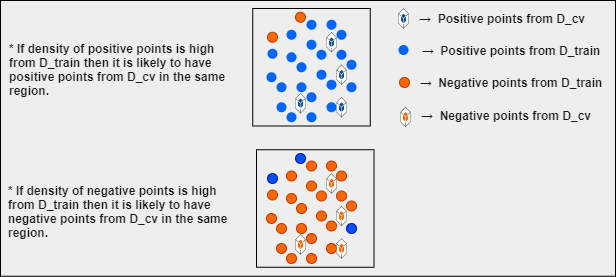 * If density of positive points is high
from D_train then it is likely to have
positive points from D_cv in the same
region.
→ Positive points from D_cv
→ Positive points from D_train
→ Negative points from D_train
→ Negative points from D_cv
* If density of negative points is high
from D_train then it is likely to have
negative points from D_cv in the same
region.